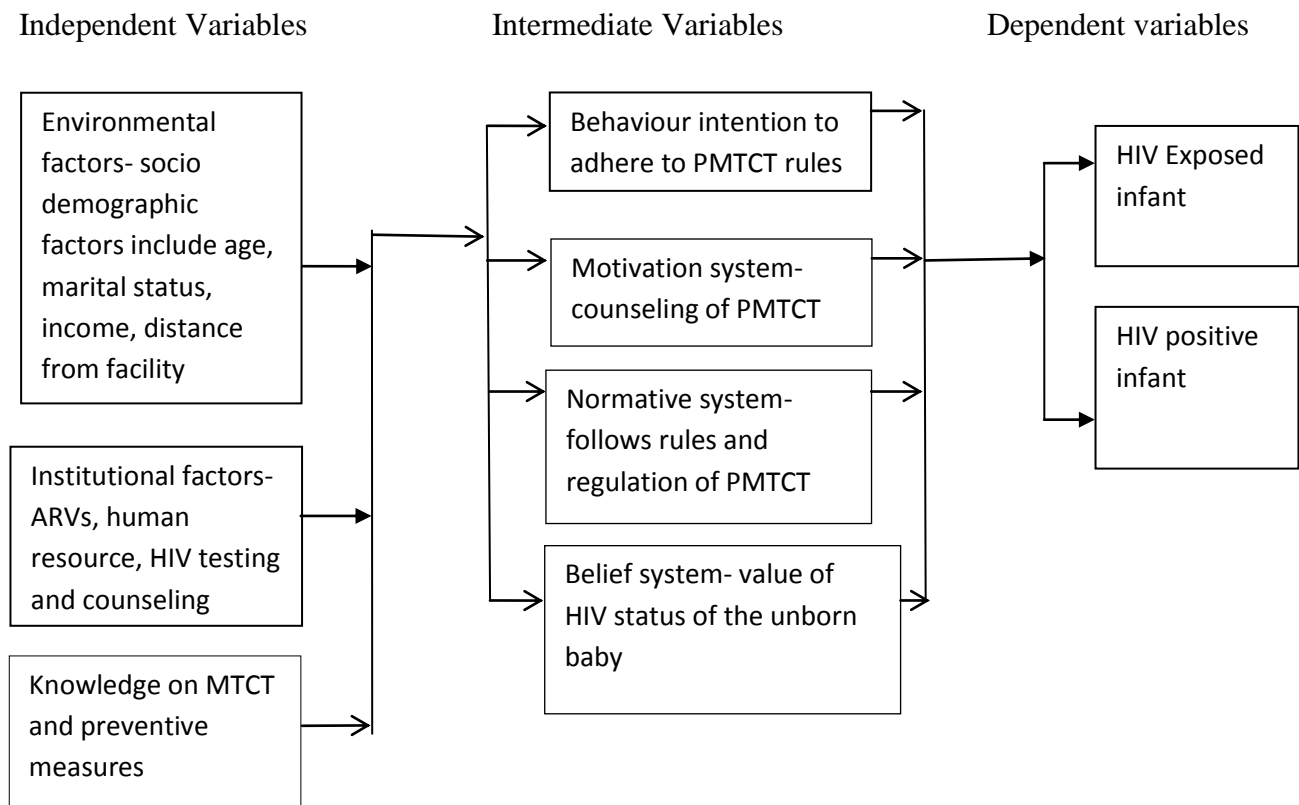 Independent Variables
Intermediate Variables
Dependent variables
Environmental
factors- socio
demographic
factors include age,
marital status,
income, distance
from facility
Institutional factors-
ARVs, human
resource, HIV testing
and counseling
Knowledge on MTCT
and preventive
measures
Behaviour intention to
adhere to PMTCT rules
Motivation system-
counseling of PMTCT
Normative system-
follows rules and
regulation of PMTCT
Belief system- value of
HIV status of the unborn
baby
HIV Exposed
infant
HIV positive
infant